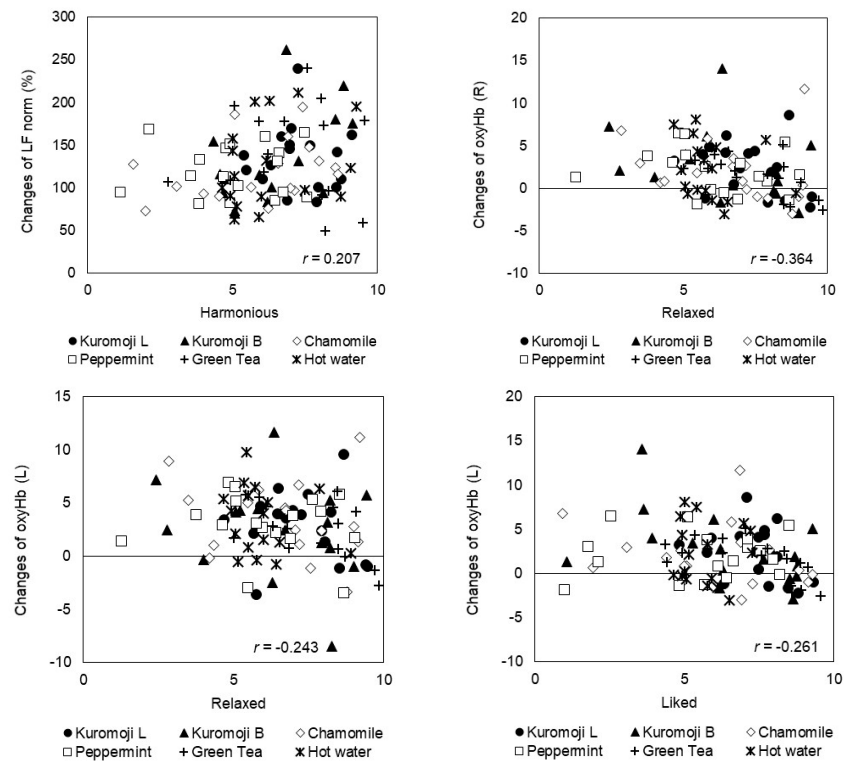 300
250
200
150
100
50
0
Changes of LF norm (%)
r = 0.207
0 5 10
Harmonious
● Kuromoji L ▲ Kuromoji B ◇ Chamomile
□ Peppermint + Green Tea ж Hot water
20
15
10
5
0
-5
-10
Changes of oxyHb (R)
r = -0.364
0 5 10
Relaxed
● Kuromoji L ▲ Kuromoji B ◇ Chamomile
□ Peppermint + Green Tea ж Hot water
15
10
5
0
-5
-10
Changes of oxyHb (L)
r = -0.243
0 5 10
Relaxed
● Kuromoji L ▲ Kuromoji B ◇ Chamomile
□ Peppermint + Green Tea ж Hot water
20
15
10
5
0
-5
-10
Changes of oxyHb (L)
r = -0.261
0 5 10
Liked
● Kuromoji L ▲ Kuromoji B ◇ Chamomile
□ Peppermint + Green Tea ж Hot water